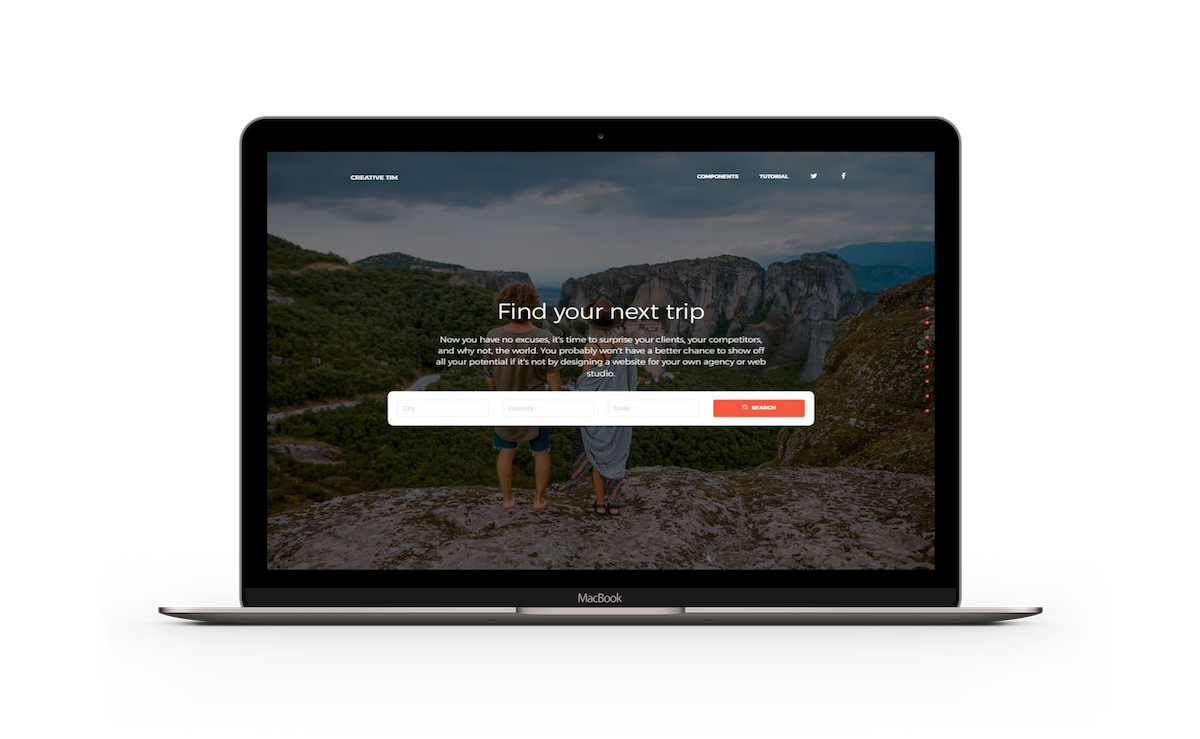 CREATIVE TIM
COMPONENTS TUTORIAL
Find your next trip
Now you have no excuses, it's time to surprise your clients, your competitors,
and why not, the world. You probably won't have a better chance to show off
all your potential if it's not by designing a website for your own agency or web
studio.
City Country Date SEARCH
MacBook